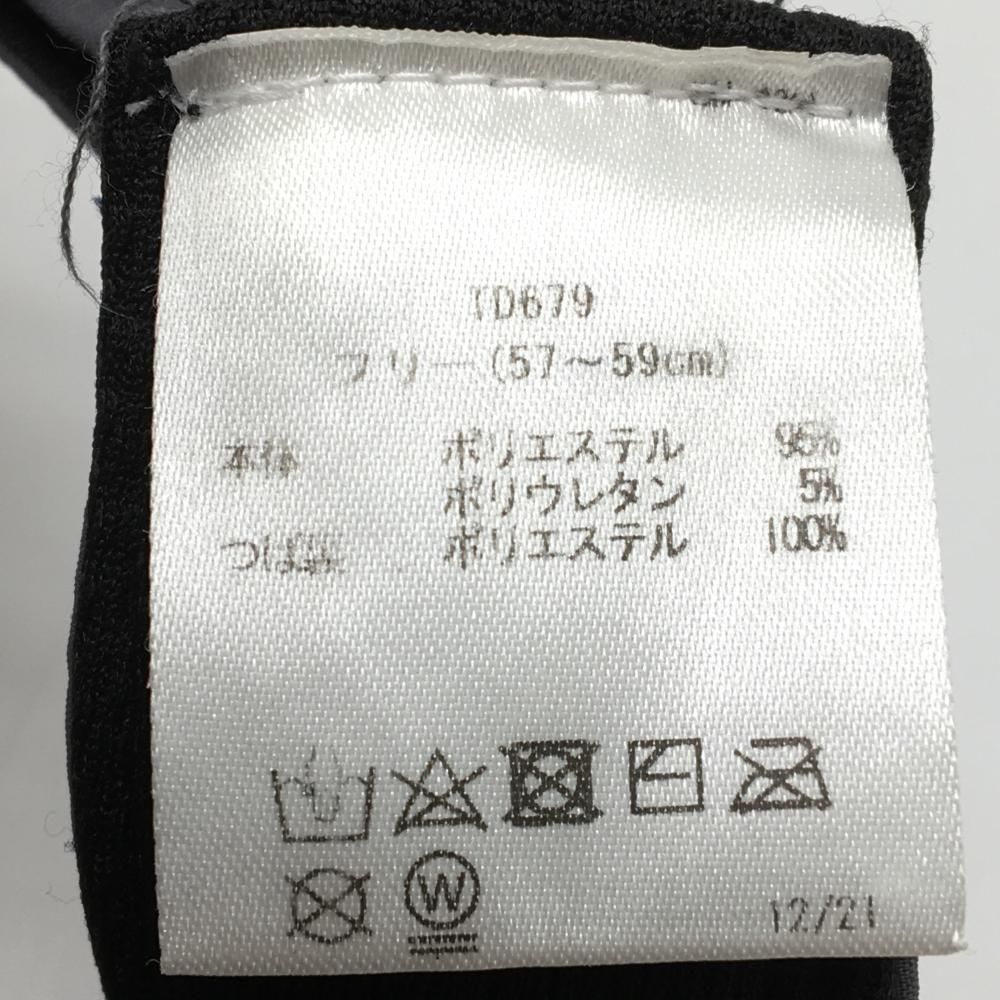 TD679
フリー(57～59cm)
本体 ポリエステル 95%
ポリウレタン 5%
つば裏 ポリエステル 100%
W
12/21